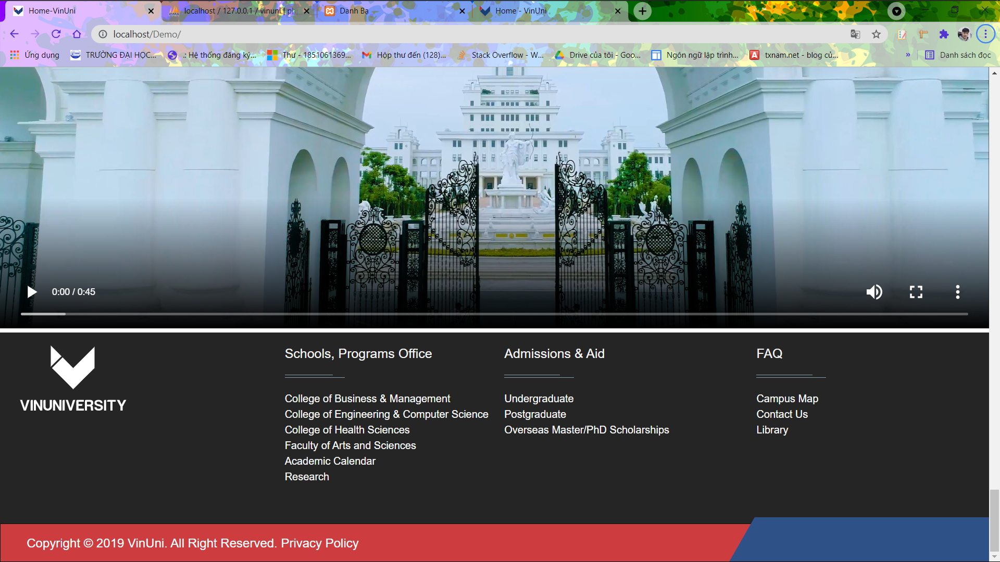 Home-VinUni
localhost / 127.0.0.1 / vinuni | ph
Danh Bạ
Home - VinUni
localhost/Demo/
Ứng dụng
TRƯỜNG ĐẠI HỌC...
.: Hệ thống đăng ký...
Thư - 1851061369...
Hộp thư đến (128)...
Stack Overflow - W...
Drive của tôi - Goo...
Ngôn ngữ lập trình...
txnam.net - blog củ...
»
Danh sách đọc
0:00 / 0:45
VINUNIVERSITY
Schools, Programs Office
College of Business & Management
College of Engineering & Computer Science
College of Health Sciences
Faculty of Arts and Sciences
Academic Calendar
Research
Admissions & Aid
Undergraduate
Postgraduate
Overseas Master/PhD Scholarships
FAQ
Campus Map
Contact Us
Library
Copyright © 2019 VinUni. All Right Reserved. Privacy Policy